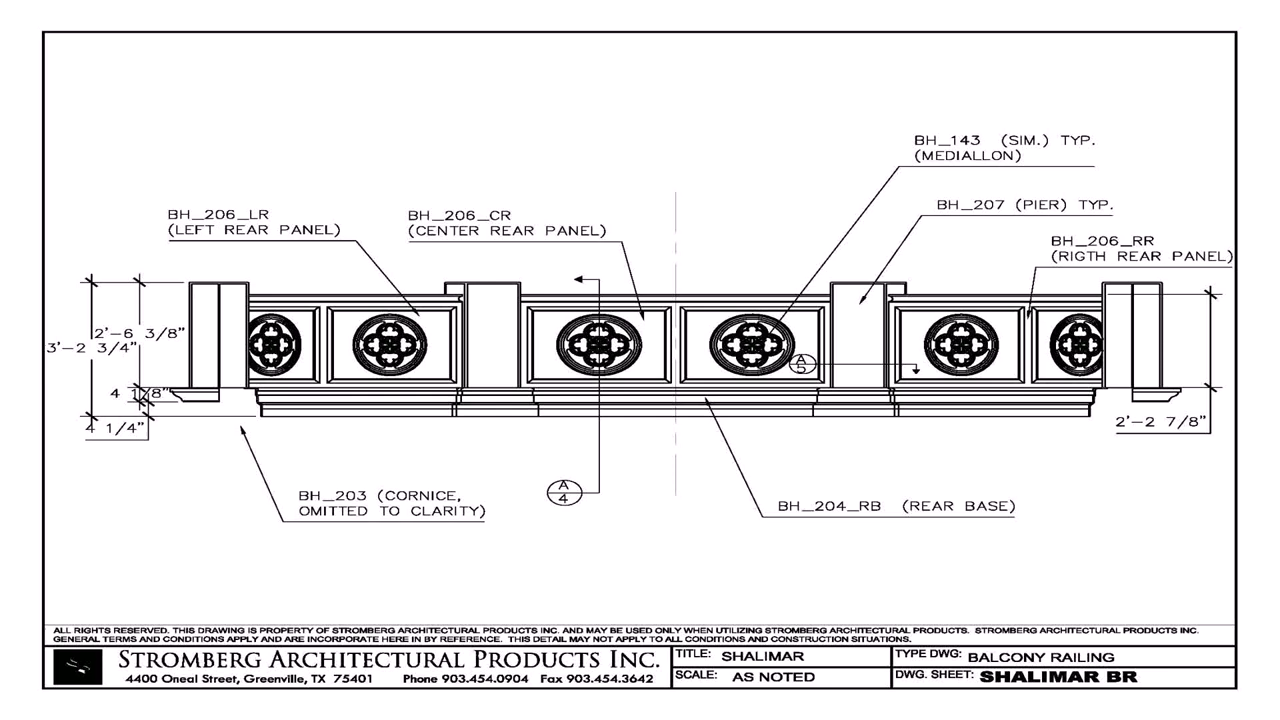 BH_143 (SIM.) TYP.
(MEDIALLON)
BH_207 (PIER) TYP.
BH_206_LR
(LEFT REAR PANEL)
BH_206_CR
(CENTER REAR PANEL)
BH_206_RR
(RIGTH REAR PANEL)
2'-6 3/8"
3'-2 3/4"
4 1/8"
4 1/4"
A
5
2'-2 7/8"
A
4
BH_203 (CORNICE,
OMITTED TO CLARITY)
BH_204_RB (REAR BASE)
ALL RIGHTS RESERVED. THIS DRAWING IS PROPERTY OF STROMBERG ARCHITECTURAL PRODUCTS INC. AND MAY BE USED ONLY WHEN UTILIZING STROMBERG ARCHITECTURAL PRODUCTS. STROMBERG ARCHITECTURAL PRODUCTS INC.
GENERAL TERMS AND CONDITIONS APPLY AND ARE INCORPORATE HERE IN BY REFERENCE. THIS DETAIL MAY NOT APPLY TO ALL CONDITIONS AND CONSTRUCTION SITUATIONS.
STROMBERG ARCHITECTURAL PRODUCTS INC.
4400 Oneal Street, Greenville, TX 75401 Phone 903.454.0904 Fax 903.454.3642
TITLE: SHALIMAR
SCALE: AS NOTED
TYPE DWG: BALCONY RAILING
DWG. SHEET: SHALIMAR BR